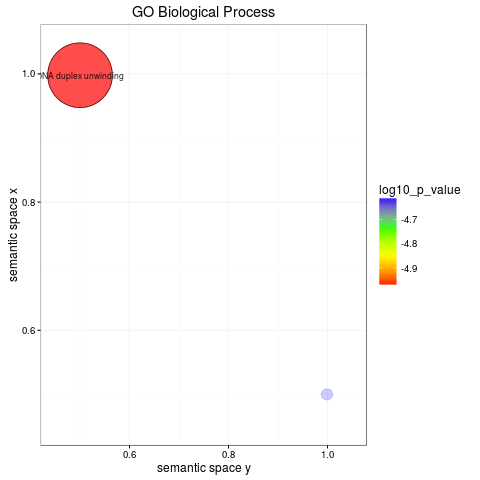 GO Biological Process
NA duplex unwinding
1.0
0.8
0.6
semantic space x
0.6
0.8
1.0
semantic space y
log10_p_value
-4.7
-4.8
-4.9